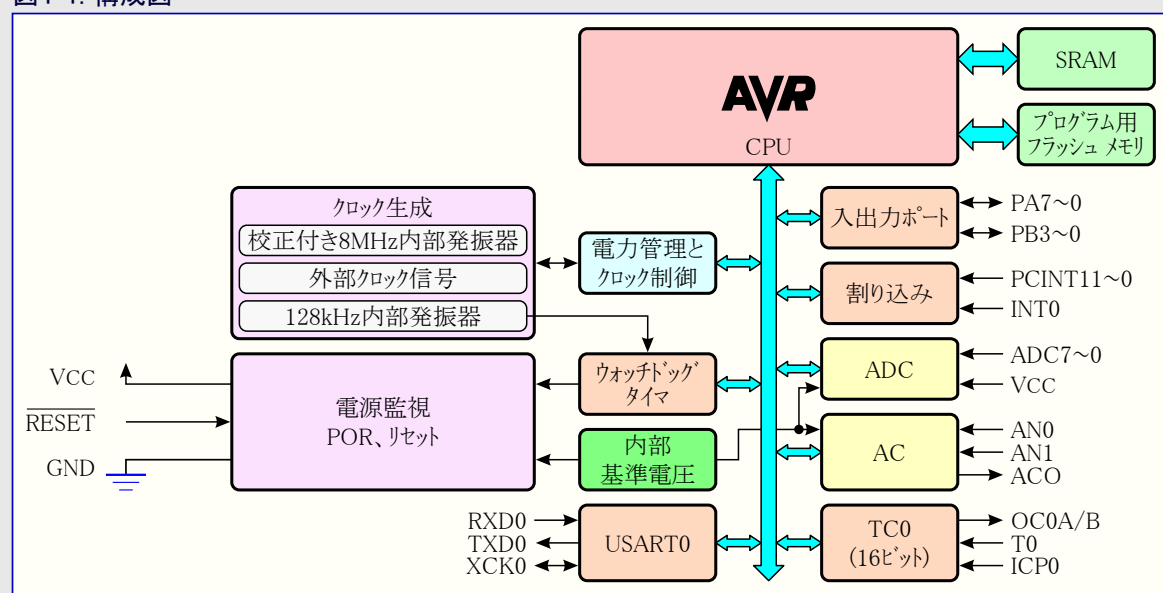 AVR
CPU
SRAM
プログラム用
フラッシュ メモリ
クロック生成
校正付き8MHz内部発振器
外部クロック信号
128kHz内部発振器
電力管理と
クロック制御
入出力ポート
PA7~0
PB3~0
割り込み
PCINT11~0
INT0
VCC
RESET
GND
電源監視
POR、リセット
ウォッチドッグ
タイマ
内部
基準電圧
ADC
ADC7~0
VCC
AC
AN0
AN1
ACO
RXD0
TXD0
XCK0
USART0
TC0
(16ビット)
OC0A/B
T0
ICP0